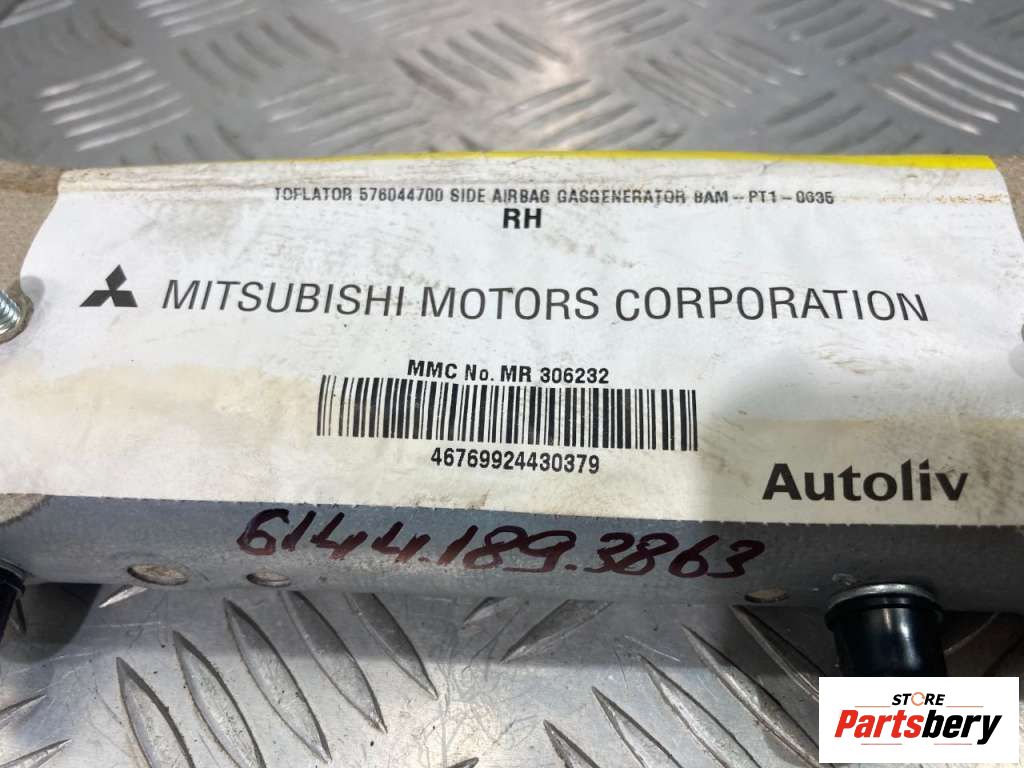 TOFLATOR 576044700 SIDE AIRBAG GASGENERATOR BAM-PT1-0635
RH
MITSUBISHI MOTORS CORPORATION
MMC No. MR 306232
46769924430379
Autoliv
6144.189.3863
STORE
Partsbery